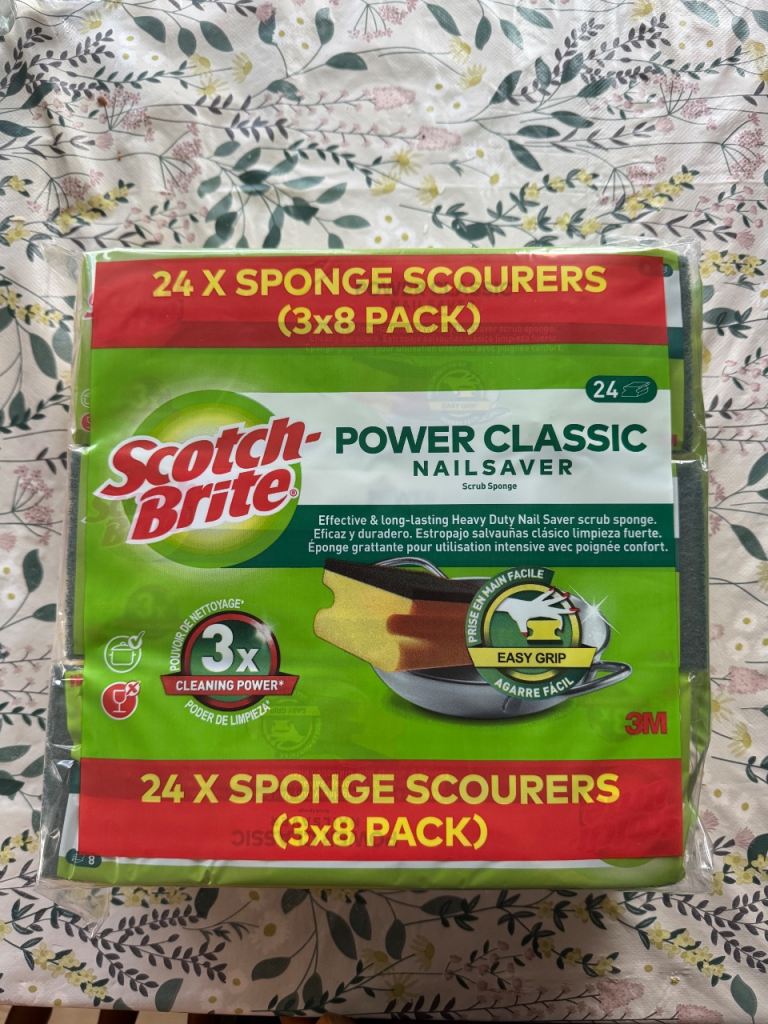 24 X SPONGE SCOURERS
(3x8 PACK)
24
Scotch-
Brite®
POWER CLASSIC
NAILSAVER
Scrub Sponge
Effective & long-lasting Heavy Duty Nail Saver scrub sponge.
Eficaz y duradero. Estropajo salvauñas clásico limpieza fuerte.
Éponge grattante pour utilisation intensive avec poignée confort.
POUVOIR DE NETTOYAGE*
3x
CLEANING POWER*
PODER DE LIMPIEZA*
PRISE EN MAIN FACILE
EASY GRIP
AGARRE FÁCIL
3M
24 X SPONGE SCOURERS
(3x8 PACK)
8